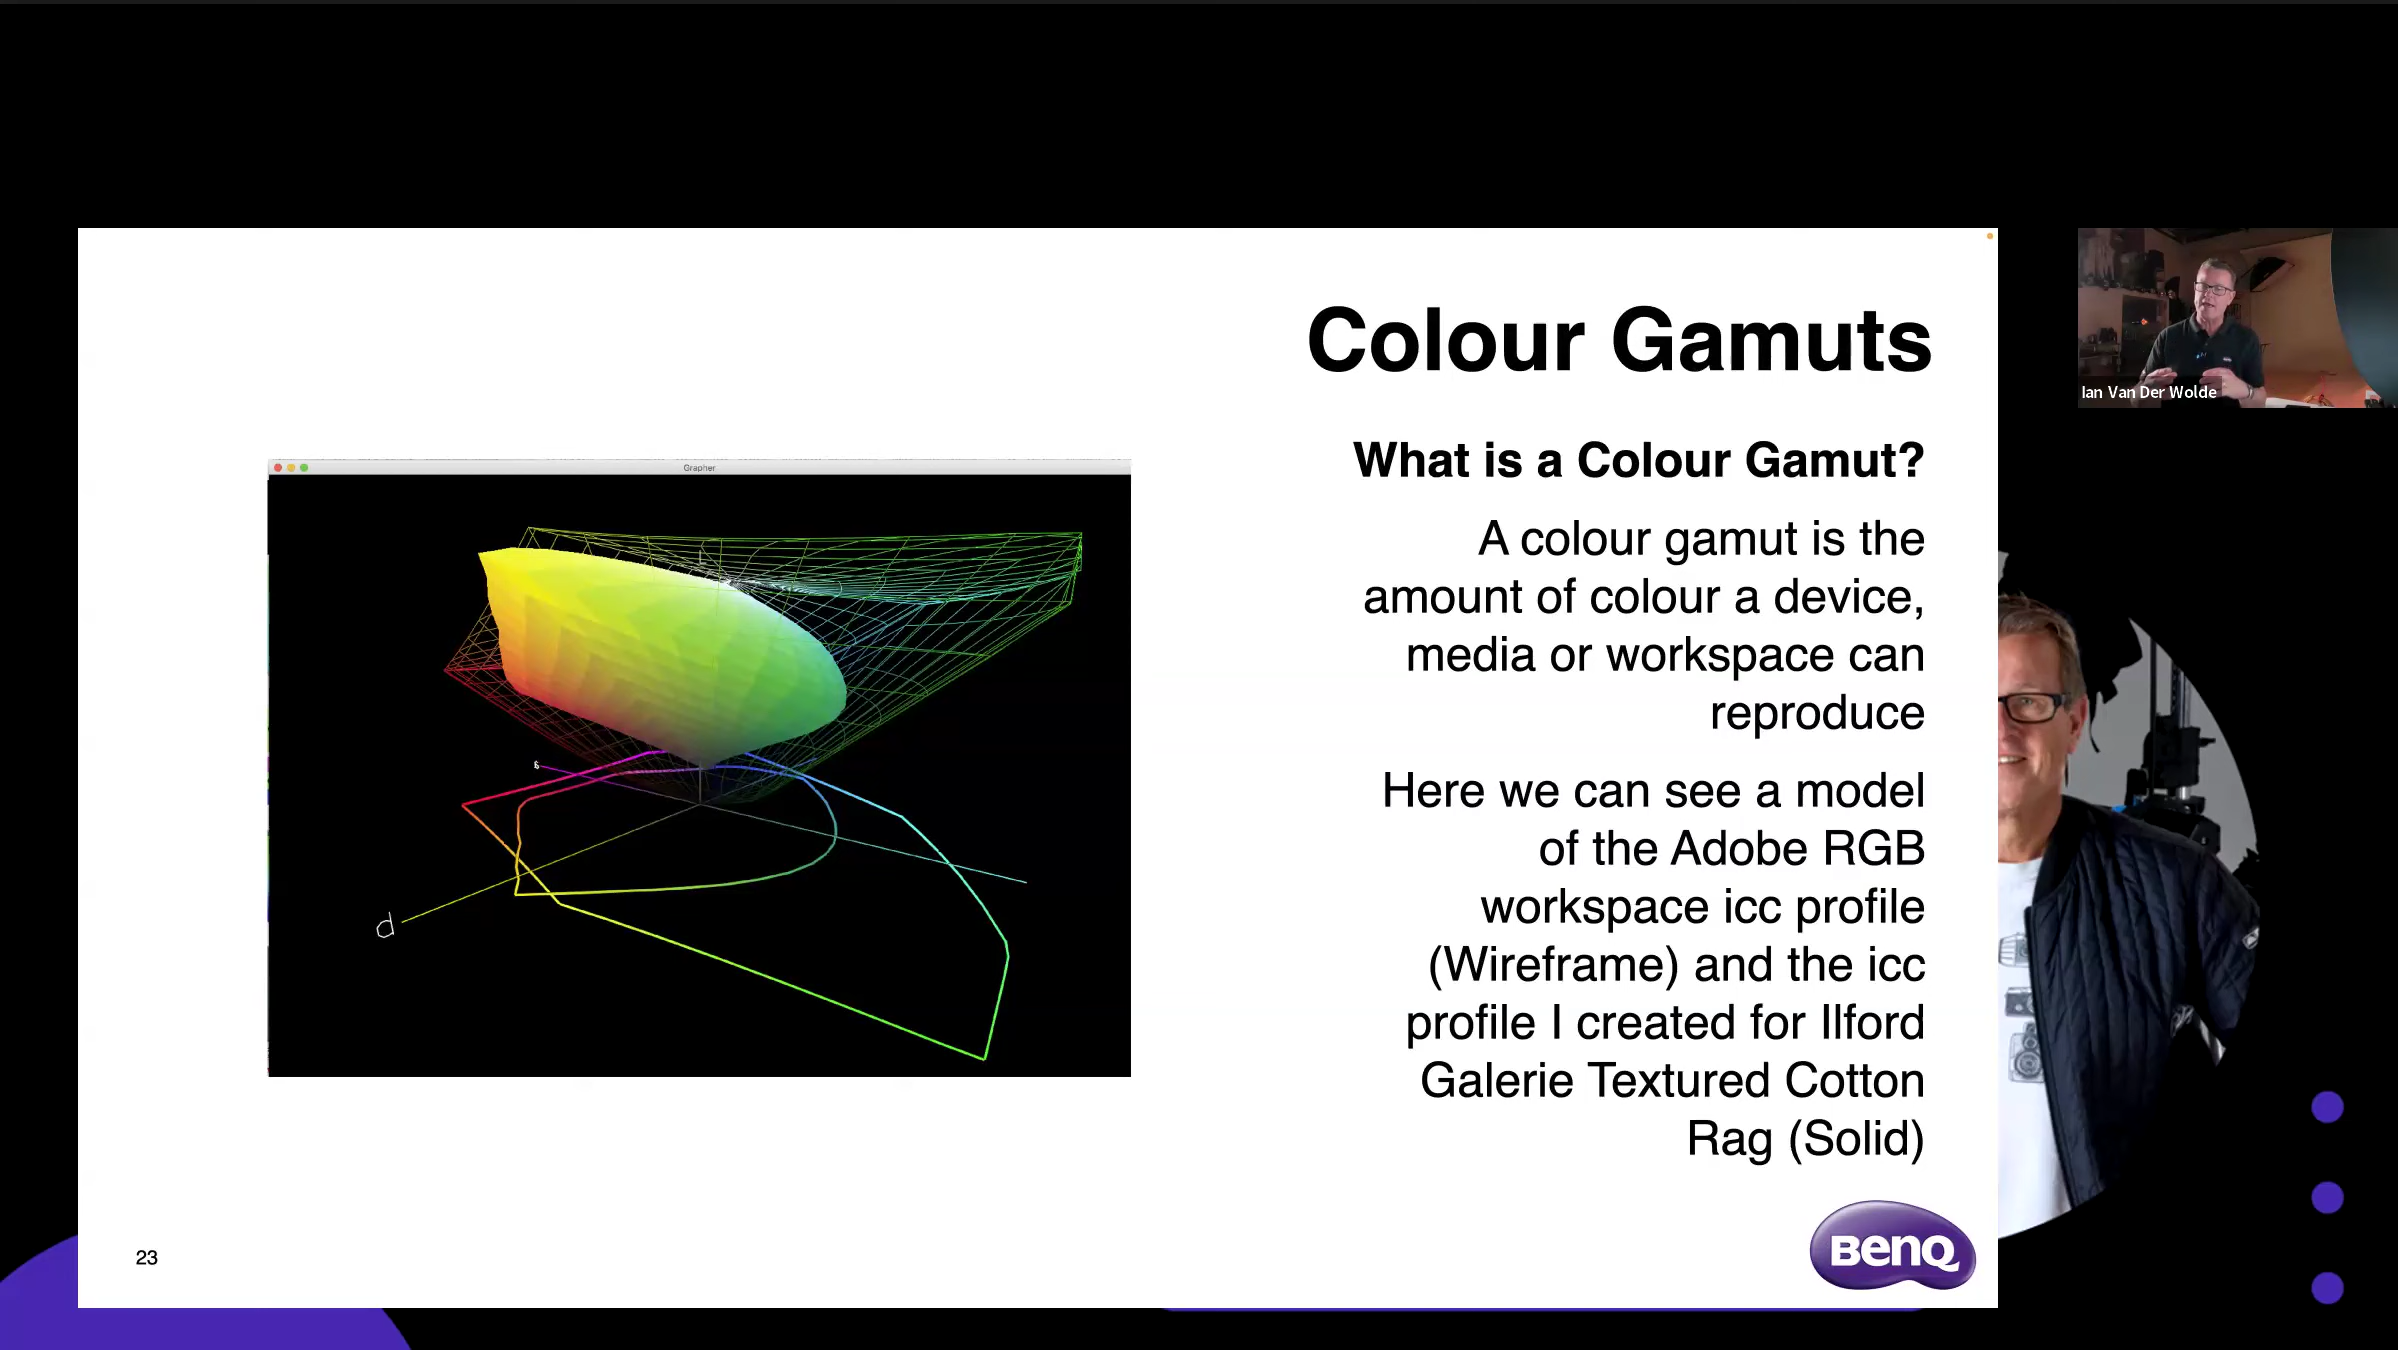 Colour Gamuts
Ian Van Der Wolde
What is a Colour Gamut?
A colour gamut is the
amount of colour a device,
media or workspace can
reproduce
Here we can see a model
of the Adobe RGB
workspace icc profile
(Wireframe) and the icc
profile I created for Ilford
Galerie Textured Cotton
Rag (Solid)
Grapher
d
23
BenQ